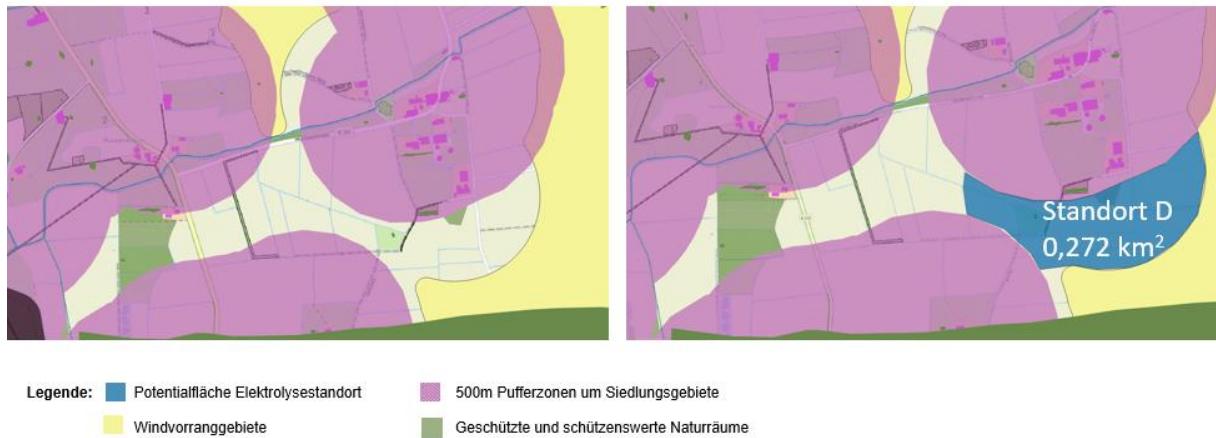 Standort D
0,272 km²
Legende:
Potentialfläche Elektrolysestandort
500m Pufferzonen um Siedlungsgebiete
Windvorranggebiete
Geschützte und schützenswerte Naturräume